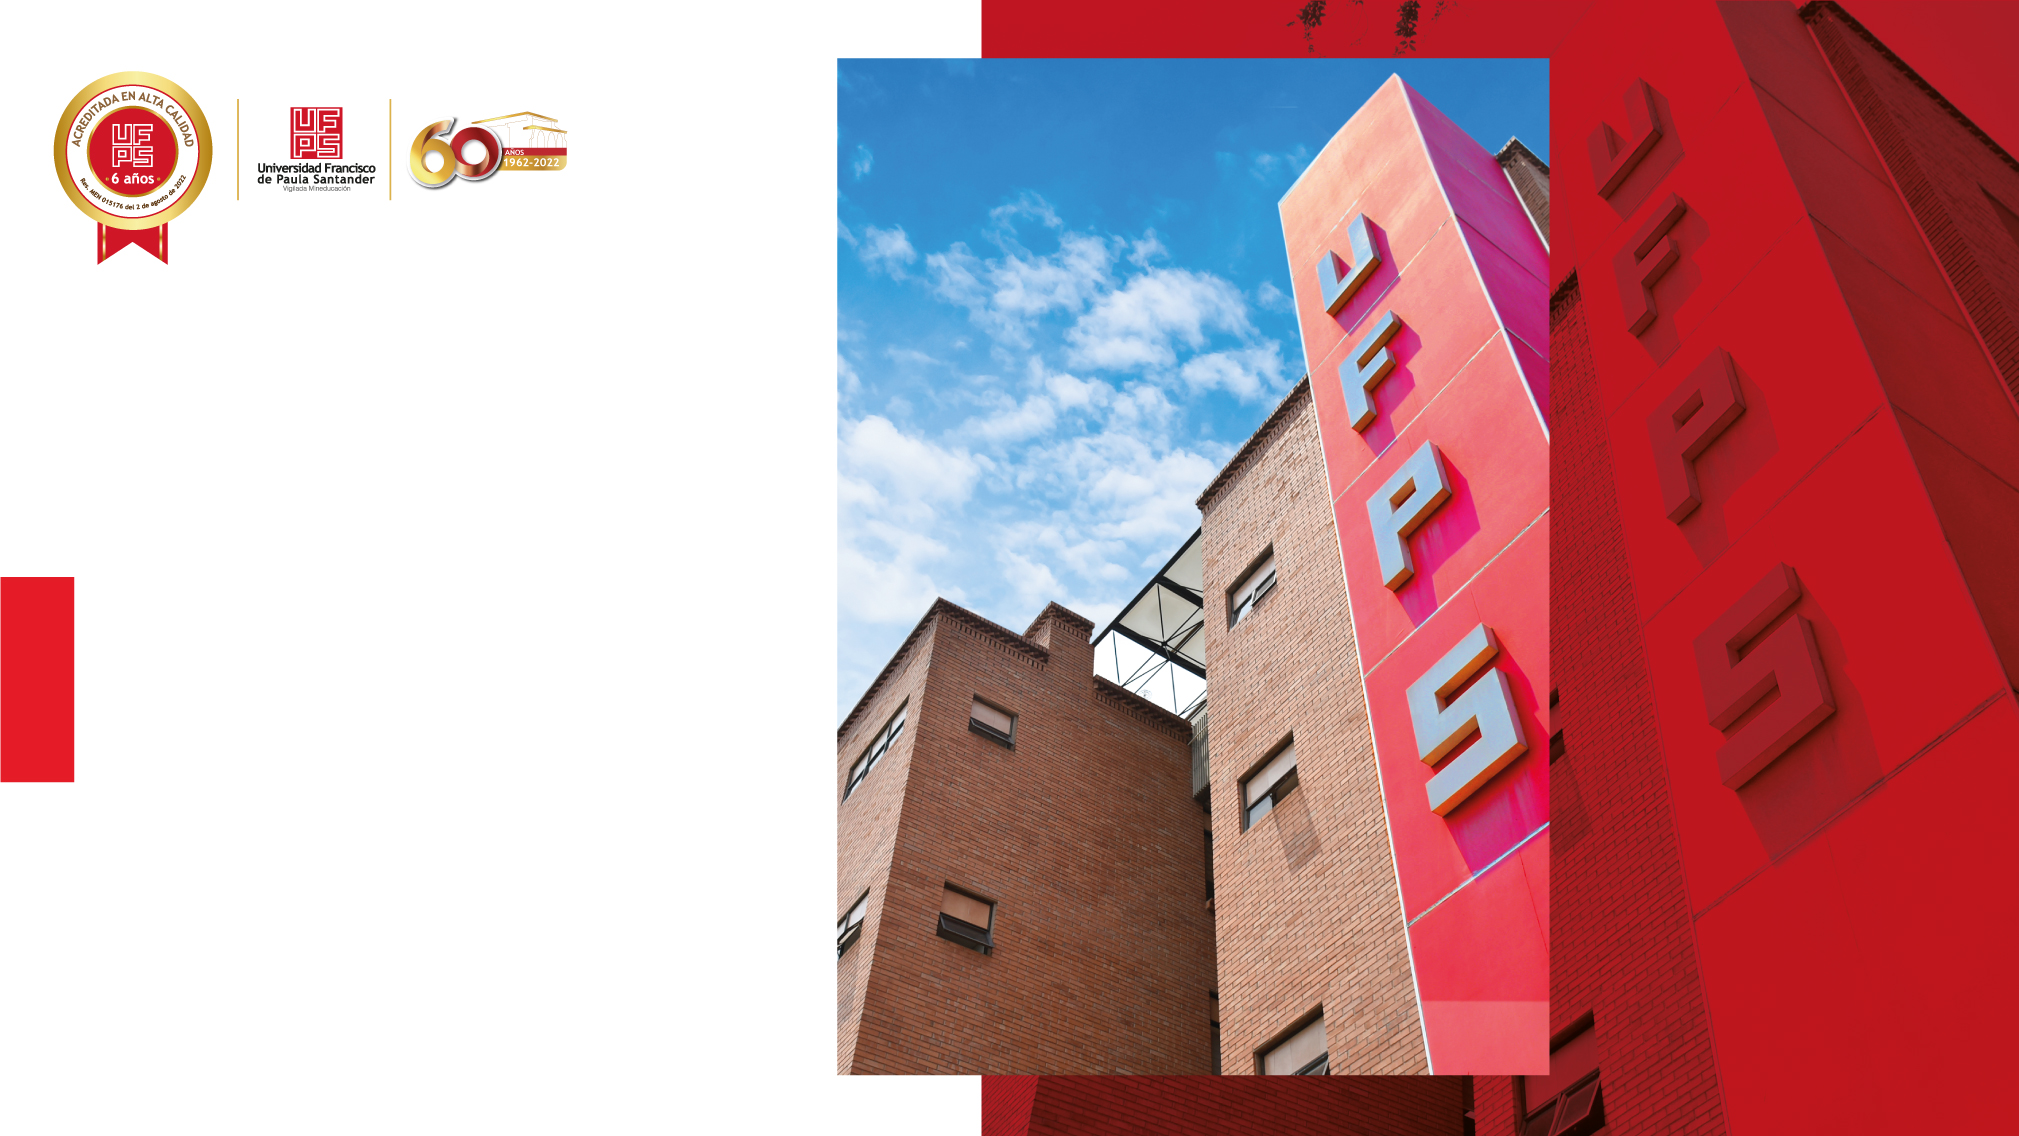 ACREDITADA EN ALTA CALIDAD
UFPS
6 años
Res. MEN 015176 del 2 de agosto de 2022
UFPS
Universidad Francisco
de Paula Santander
Vigilada Mineducación
60
AÑOS
1962-2022
UFPS
UFPS